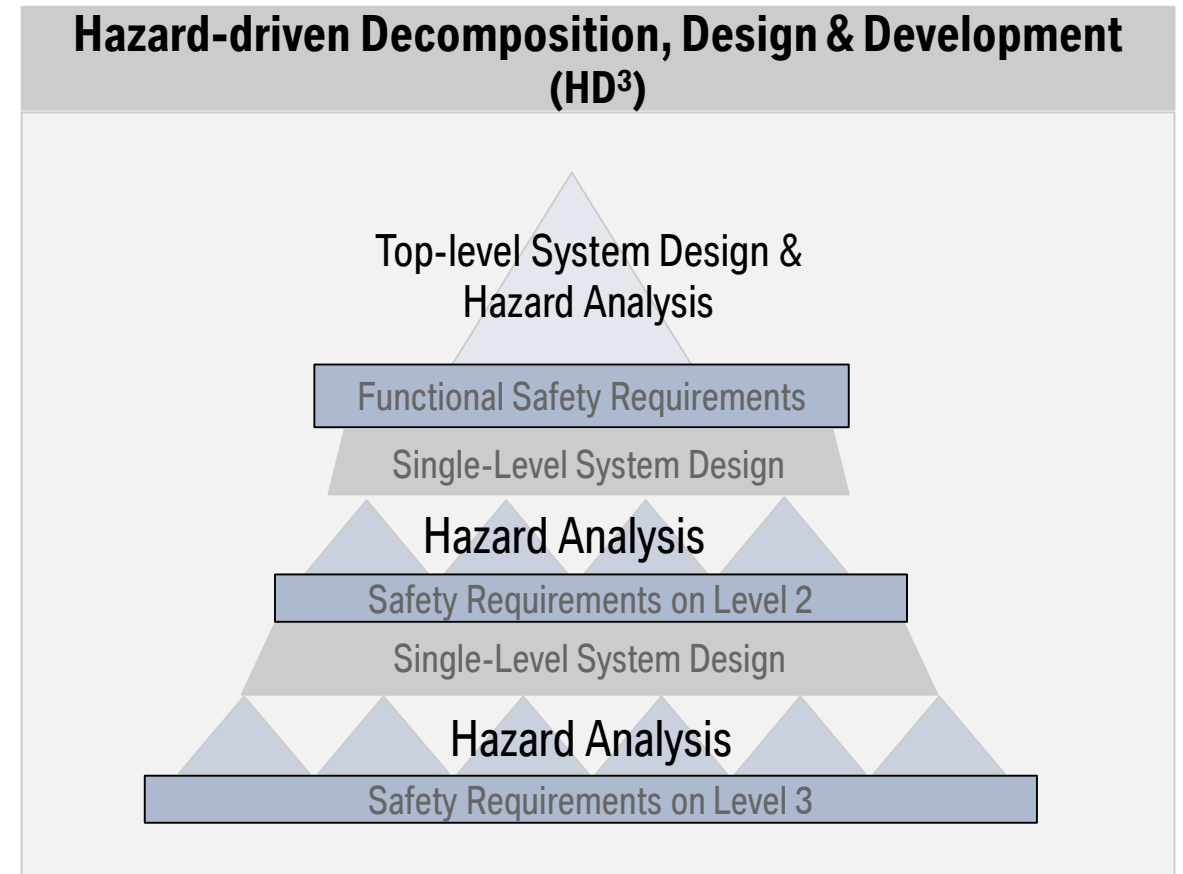 Hazard-driven Decomposition, Design & Development
(HD³)
Top-level System Design &
Hazard Analysis
Functional Safety Requirements
Single-Level System Design
Hazard Analysis
Safety Requirements on Level 2
Single-Level System Design
Hazard Analysis
Safety Requirements on Level 3